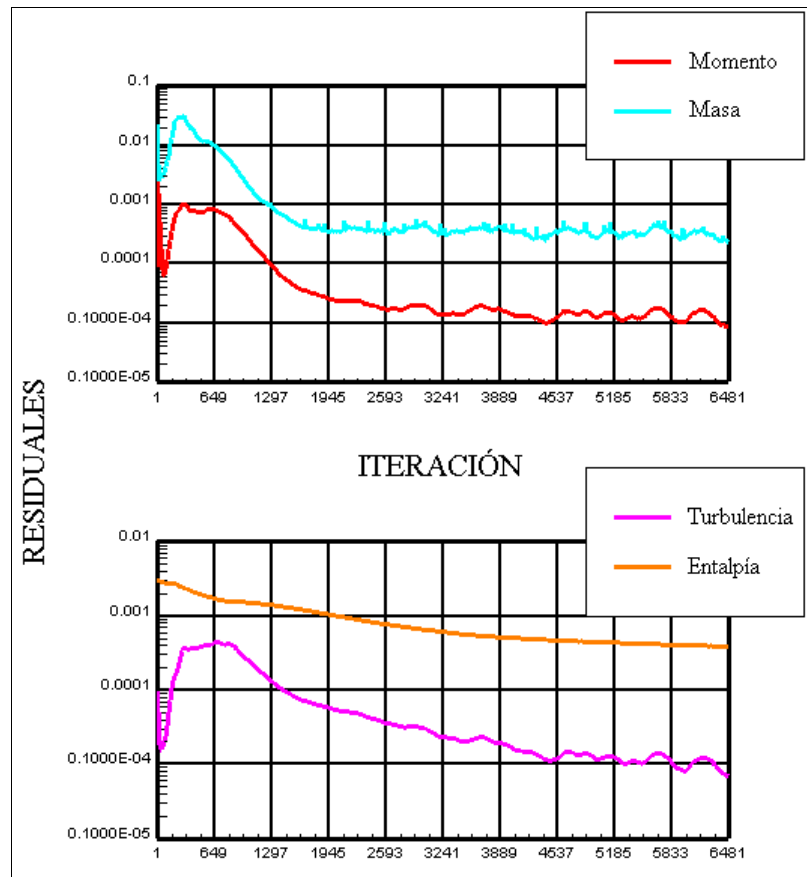 Momento
Masa
0.1
0.01
0.001
0.0001
0.1000E-04
0.1000E-05
1 649 1297 1945 2593 3241 3889 4537 5185 5833 6481
RESIDUALES
ITERACIÓN
Turbulencia
Entalpía
0.01
0.001
0.0001
0.1000E-04
0.1000E-05
1 649 1297 1945 2593 3241 3889 4537 5185 5833 6481